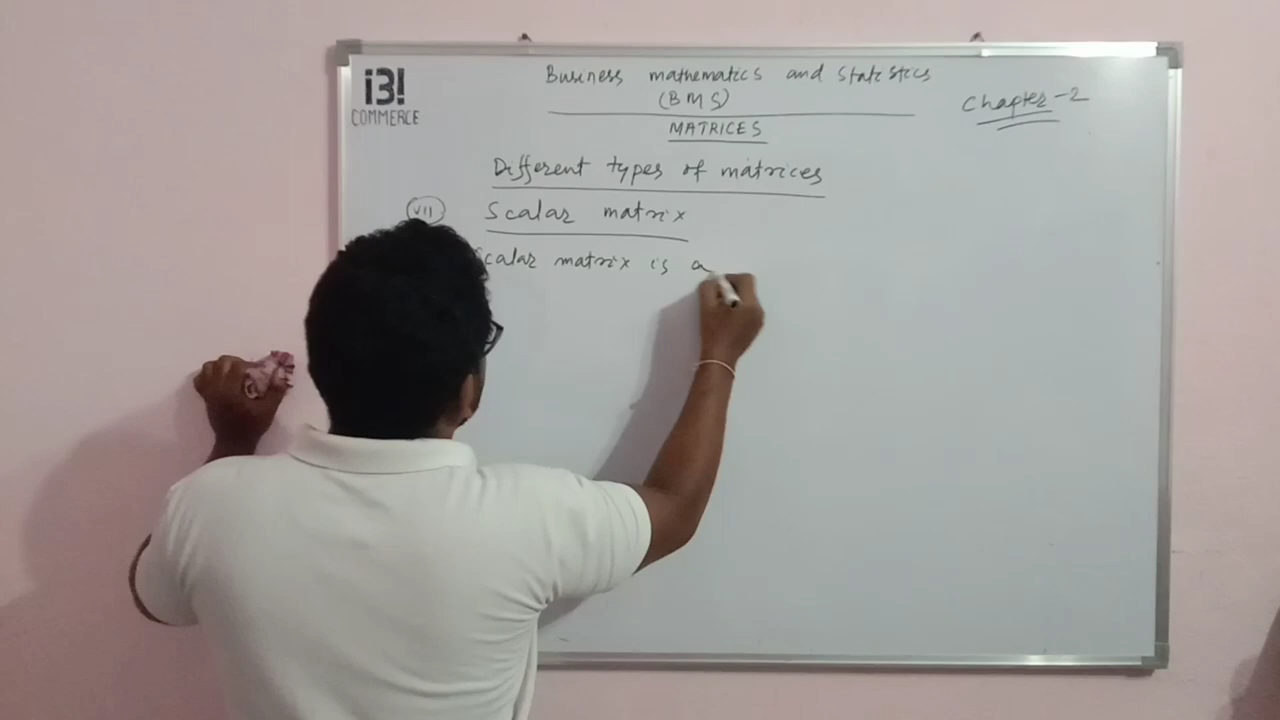 i3!
COMMERCE
Business mathematics and statistics
(BMS)
Chapter-2
MATRICES
Different types of matrices
VII Scalar matrix
Scalar matrix is a